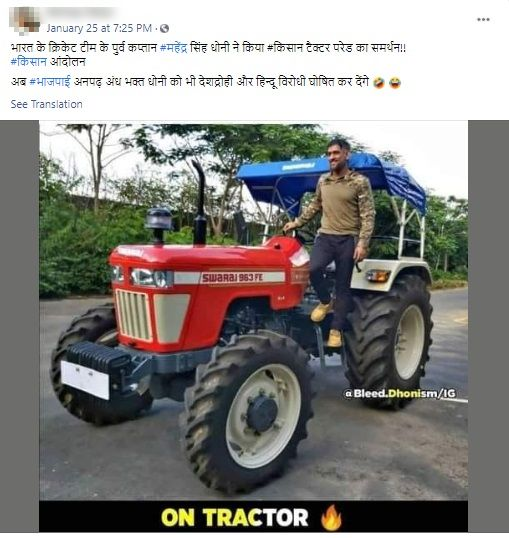 January 25 at 7:25 PM ·
भारत के क्रिकेट टीम के पुर्व कप्तान #महेंद्र सिंह धोनी ने किया #किसान टैक्टर परेड का समर्थन!!
#किसान आंदोलन
अब #भाजपाई अनपढ़ अंध भक्त धोनी को भी देशद्रोही और हिन्दू विरोधी घोषित कर देंगे 🤣 😂
See Translation
SWARAJ 963 FE
@Bleed.Dhonism/IG
ON TRACTOR 🔥